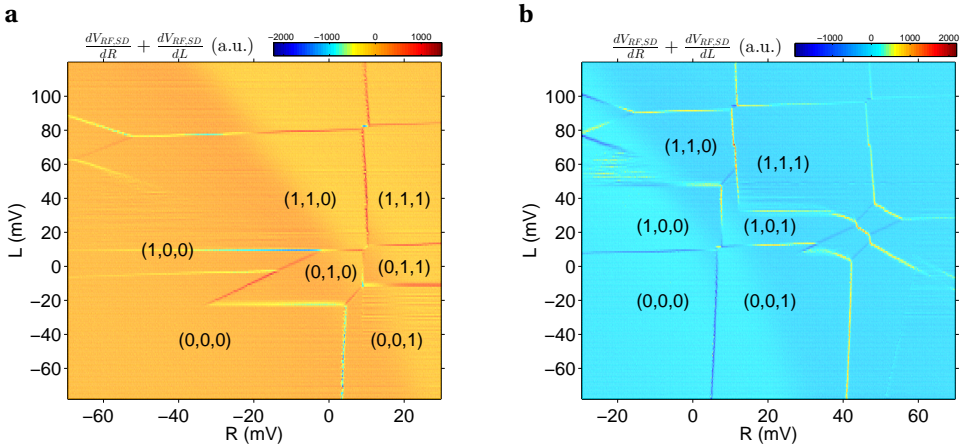 a
dV_RF,SD/dR + dV_RF,SD/dL (a.u.)
−2000 −1000 0 1000
L (mV)
100
80
60
40
20
0
−20
−40
−60
(1,1,0)
(1,1,1)
(1,0,0)
(0,1,0)
(0,1,1)
(0,0,0)
(0,0,1)
−60 −40 −20 0 20
R (mV)
b
dV_RF,SD/dR + dV_RF,SD/dL (a.u.)
−1000 0 1000 2000
L (mV)
100
80
60
40
20
0
−20
−40
−60
(1,1,0)
(1,1,1)
(1,0,0)
(1,0,1)
(0,0,0)
(0,0,1)
−20 0 20 40 60
R (mV)